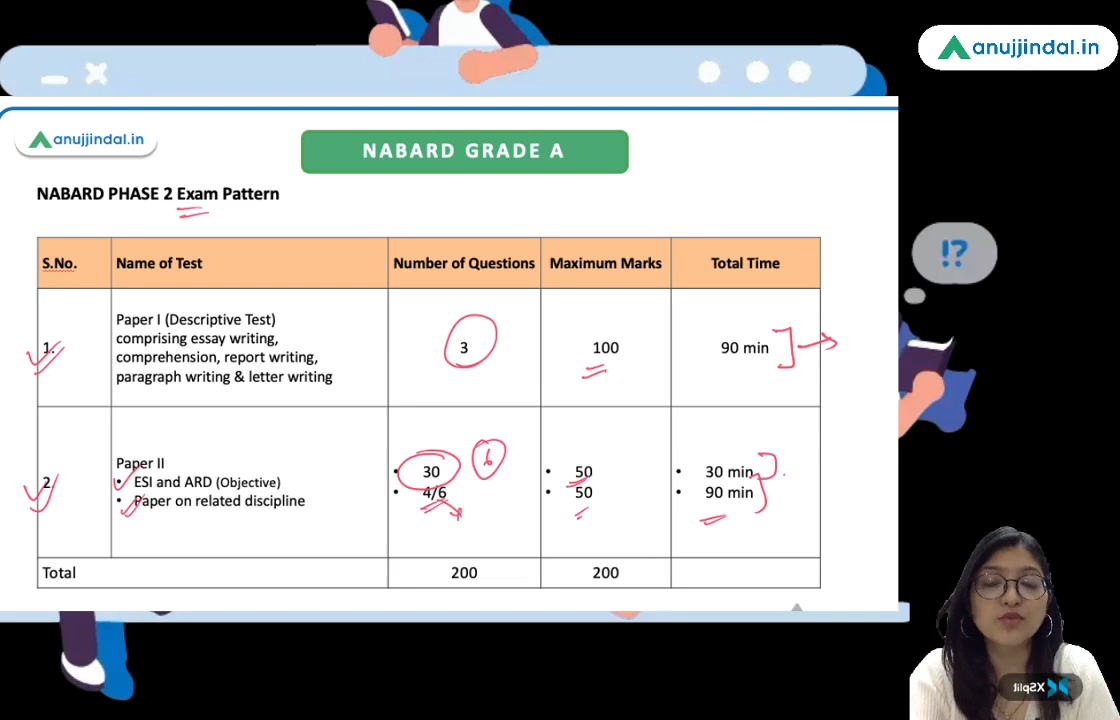 anujjindal.in
anujjindal.in
NABARD GRADE A
NABARD PHASE 2 Exam Pattern
S.No.
Name of Test
Number of Questions
Maximum Marks
Total Time
1.
Paper I (Descriptive Test)
comprising essay writing,
comprehension, report writing,
paragraph writing & letter writing
3
100
90 min
2
Paper II
• ESI and ARD (Objective)
• Paper on related discipline
• 30
• 4/6
6
• 50
• 50
• 30 min
• 90 min
Total
200
200
!?
XSplit